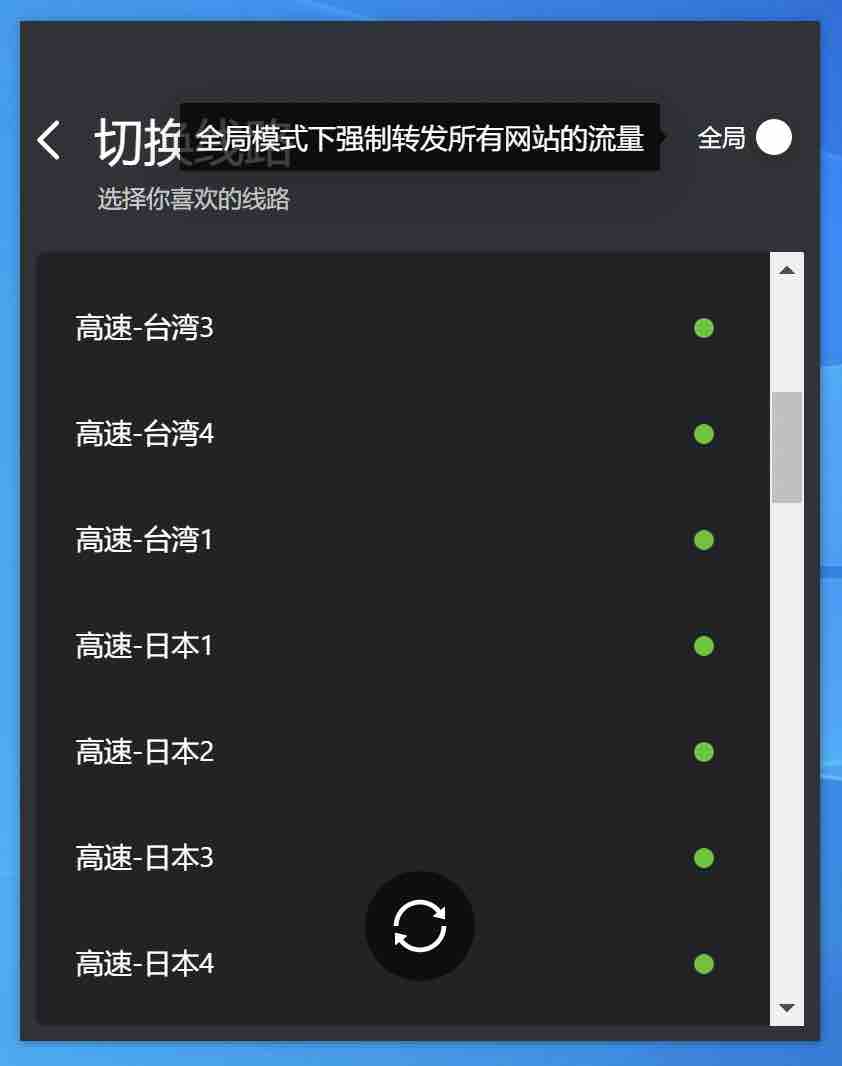 切换线路
全局模式下强制转发所有网站的流量
全局
选择你喜欢的线路
高速-台湾3
高速-台湾4
高速-台湾1
高速-日本1
高速-日本2
高速-日本3
高速-日本4